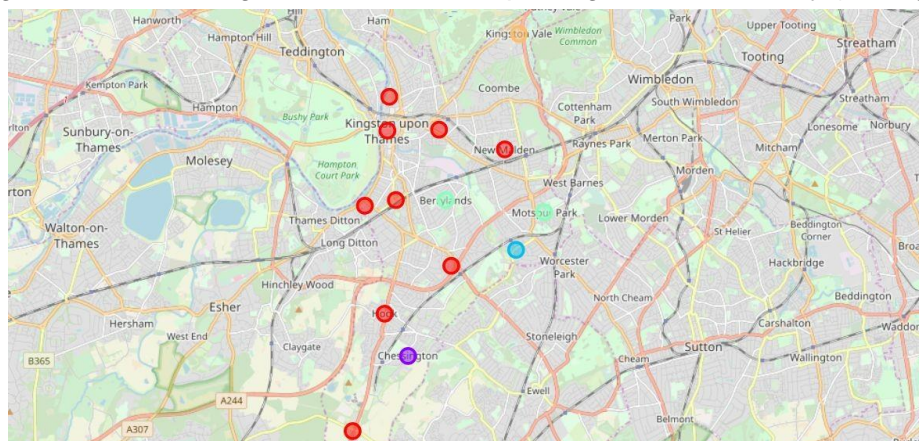 Hanworth
Ham
Kingston Vale
Wimbledon
Common
Park
Upper Tooting
Hampton Hill
Teddington
Streatham
Tooting
Kempton Park
Coombe
Wimbledon
Hampton
Cottenham
Park
South Wimbledon
Streatham
Bushy Park
Sunbury-on-
Thames
Kingston upon
Thames
Lonesome
Norbury
Raynes Park
Merton Park
Molesey
New Malden
Mitcham
Hampton
Court Park
Morden
West Barnes
Berrylands
Motspur Park
Thames Ditton
Lower Morden
Walton-on-
Thames
St Helier
Beddington
Corner
Long Ditton
Worcester
Park
Hackbridge
Hinchley Wood
North Cheam
Beddington
Esher
Hook
Hersham
West End
Stoneleigh
Carshalton
Waddon
Claygate
Sutton
B365
Chessington
Cheam
Wallington
Ewell
A244
A307
Belmont